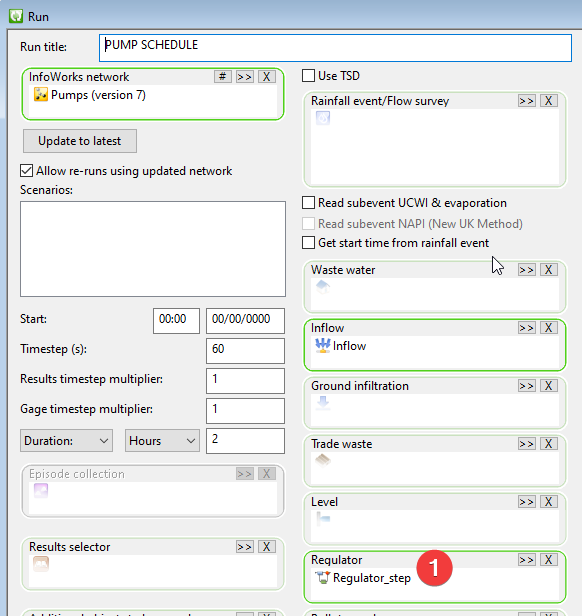 Run
Run title:
PUMP SCHEDULE
InfoWorks network
# >> X
Pumps (version 7)
Update to latest
Allow re-runs using updated network
Scenarios:
Start:
00:00
00/00/0000
Timestep (s):
60
Results timestep multiplier:
1
Gage timestep multiplier:
1
Duration:
Hours
2
Episode collection
>> X
Results selector
>> X
Use TSD
Rainfall event/Flow survey
>> X
Read subevent UCWI & evaporation
Read subevent NAPI (New UK Method)
Get start time from rainfall event
Waste water
>> X
Inflow
>> X
Inflow
Ground infiltration
>> X
Trade waste
>> X
Level
>> X
Regulator
>> X
Regulator_step
1